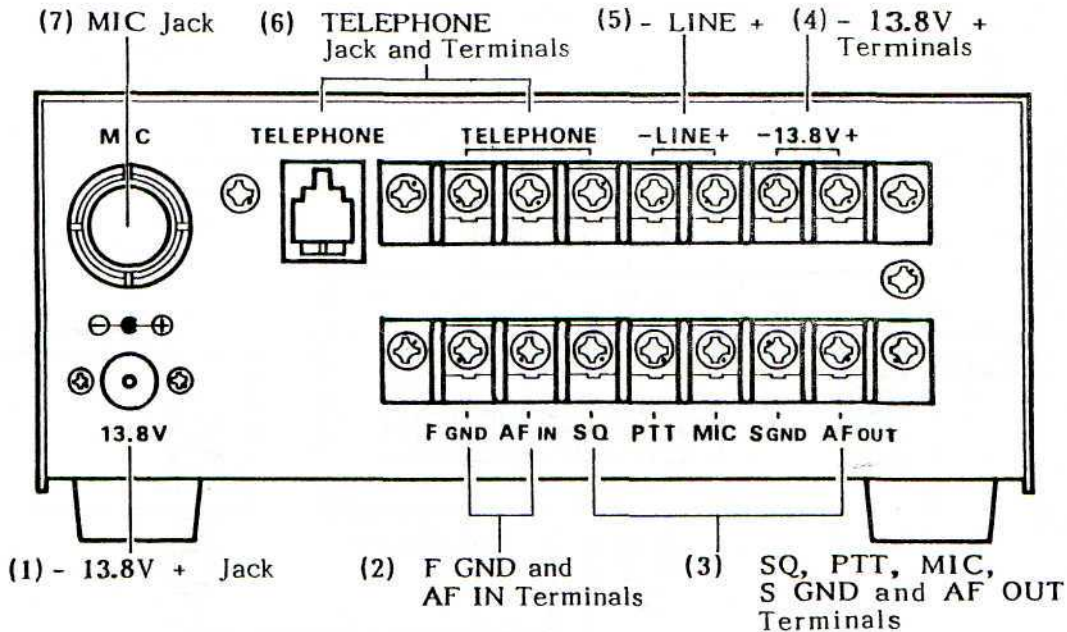 (7) MIC Jack
(6) TELEPHONE
Jack and Terminals
(5) - LINE +
(4) - 13.8V +
Terminals
MIC
TELEPHONE
TELEPHONE
-LINE+
-13.8V+
13.8V
F GND AF IN SQ PTT MIC S GND AF OUT
(1) - 13.8V + Jack
(2) F GND and
AF IN Terminals
(3) SQ, PTT, MIC,
S GND and AF OUT
Terminals